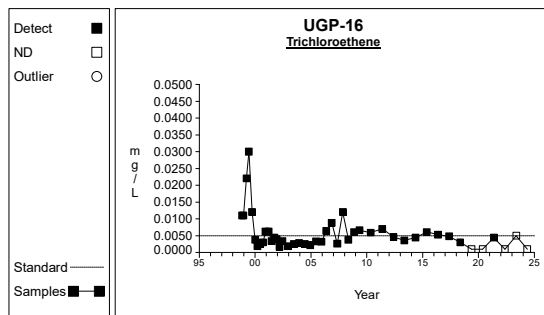 Detect
ND
Outlier
Standard
Samples
UGP-16
Trichloroethene
0.0500
0.0450
0.0400
0.0350
0.0300
0.0250
0.0200
0.0150
0.0100
0.0050
0.0000
mg/L
95 00 05 10 15 20 25
Year